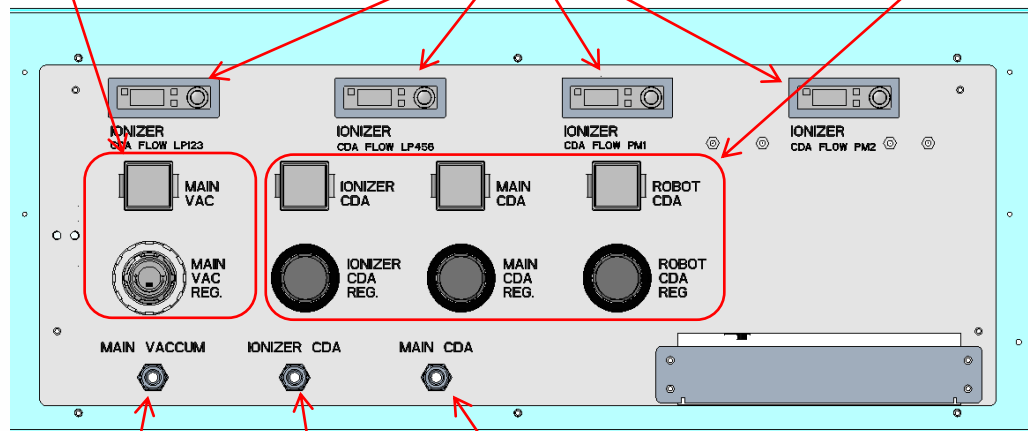 IONIZER
CDA FLOW LP123
IONIZER
CDA FLOW LP456
IONIZER
CDA FLOW PM1
IONIZER
CDA FLOW PM2
MAIN
VAC
IONIZER
CDA
MAIN
CDA
ROBOT
CDA
MAIN
VAC
REG.
IONIZER
CDA
REG.
MAIN
CDA
REG.
ROBOT
CDA
REG
MAIN VACCUM
IONIZER CDA
MAIN CDA